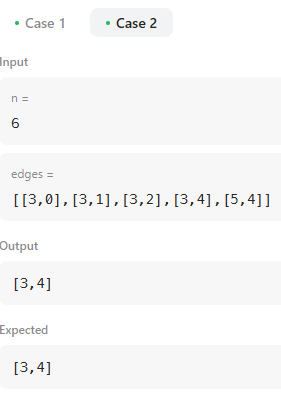 Case 1 Case 2
Input
n =
6
edges =
[[3,0],[3,1],[3,2],[3,4],[5,4]]
Output
[3,4]
Expected
[3,4]